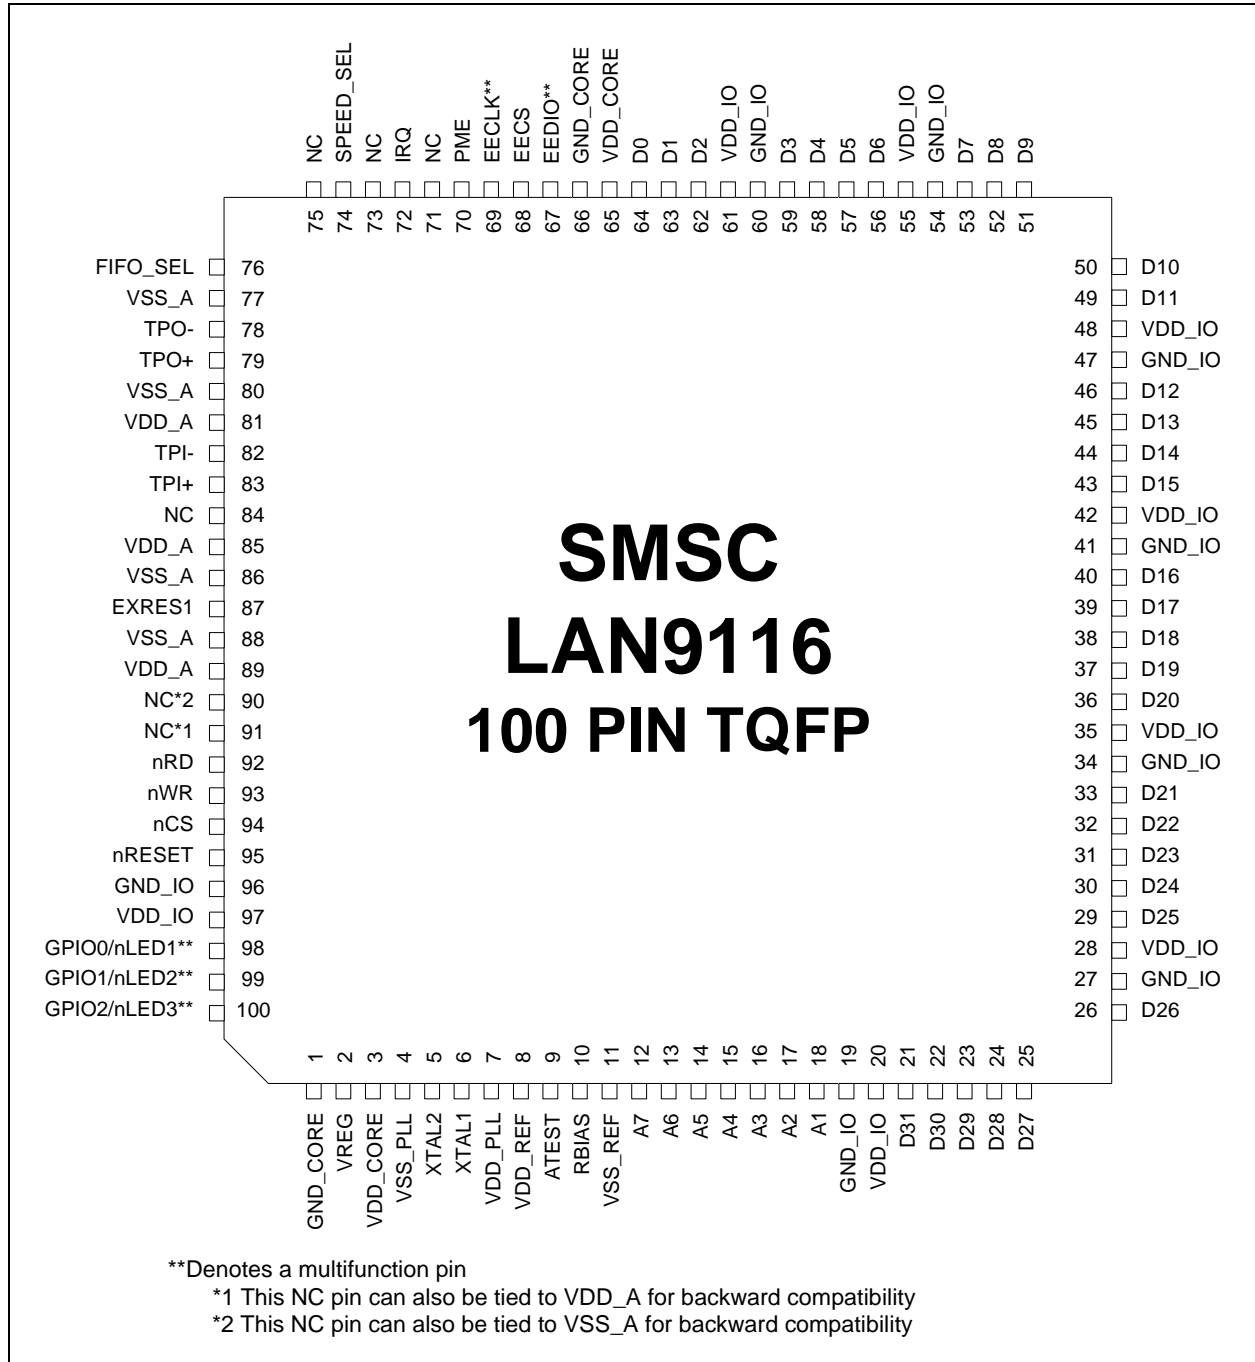 NC
SPEED_SEL
NC
IRQ
NC
PME
EECLK**
EECS
EEDIO**
GND_CORE
VDD_CORE
D0
D1
D2
VDD_IO
GND_IO
D3
D4
D5
D6
VDD_IO
GND_IO
D7
D8
D9
75
74
73
72
71
70
69
68
67
66
65
64
63
62
61
60
59
58
57
56
55
54
53
52
51
FIFO_SEL 76
VSS_A 77
TPO- 78
TPO+ 79
VSS_A 80
VDD_A 81
TPI- 82
TPI+ 83
NC 84
VDD_A 85
VSS_A 86
EXRES1 87
VSS_A 88
VDD_A 89
NC*2 90
NC*1 91
nRD 92
nWR 93
nCS 94
nRESET 95
GND_IO 96
VDD_IO 97
GPIO0/nLED1** 98
GPIO1/nLED2** 99
GPIO2/nLED3** 100
SMSC
LAN9116
100 PIN TQFP
50 D10
49 D11
48 VDD_IO
47 GND_IO
46 D12
45 D13
44 D14
43 D15
42 VDD_IO
41 GND_IO
40 D16
39 D17
38 D18
37 D19
36 D20
35 VDD_IO
34 GND_IO
33 D21
32 D22
31 D23
30 D24
29 D25
28 VDD_IO
27 GND_IO
26 D26
1
2
3
4
5
6
7
8
9
10
11
12
13
14
15
16
17
18
19
20
21
22
23
24
25
GND_CORE
VREG
VDD_CORE
VSS_PLL
XTAL2
XTAL1
VDD_PLL
VDD_REF
ATEST
RBIAS
VSS_REF
A7
A6
A5
A4
A3
A2
A1
GND_IO
VDD_IO
D31
D30
D29
D28
D27
**Denotes a multifunction pin
*1 This NC pin can also be tied to VDD_A for backward compatibility
*2 This NC pin can also be tied to VSS_A for backward compatibility